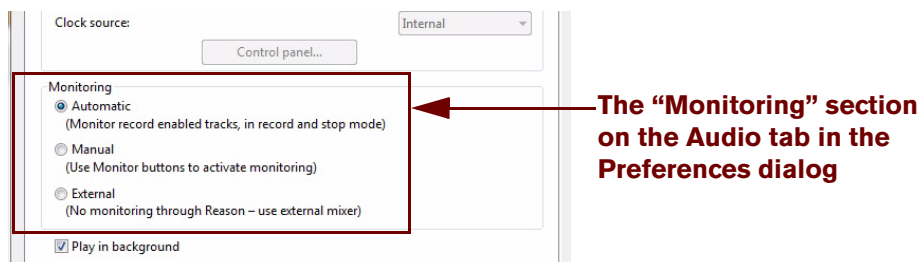 Clock source:
Internal
Control panel...
Monitoring
Automatic
(Monitor record enabled tracks, in record and stop mode)
Manual
(Use Monitor buttons to activate monitoring)
External
(No monitoring through Reason – use external mixer)
Play in background
The “Monitoring” section
on the Audio tab in the
Preferences dialog